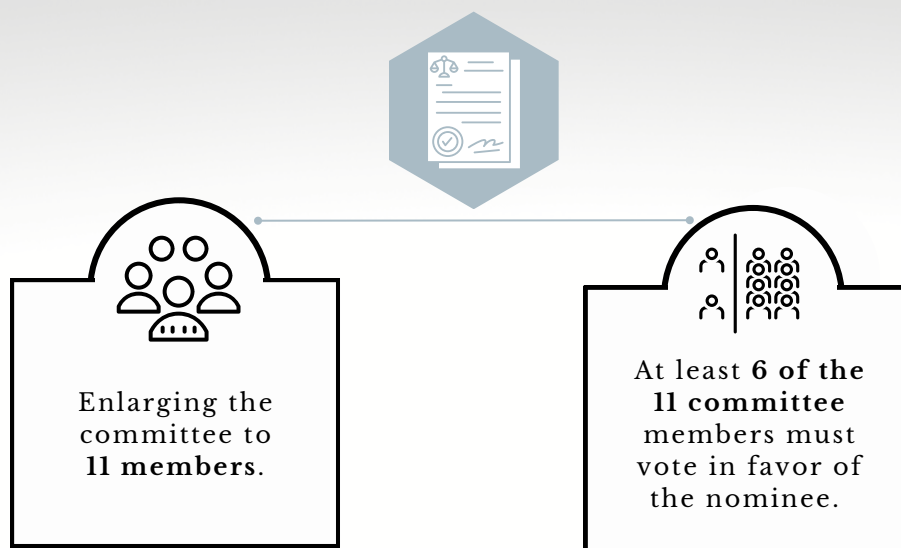 Enlarging the
committee to
11 members.
At least 6 of the
11 committee
members must
vote in favor of
the nominee.